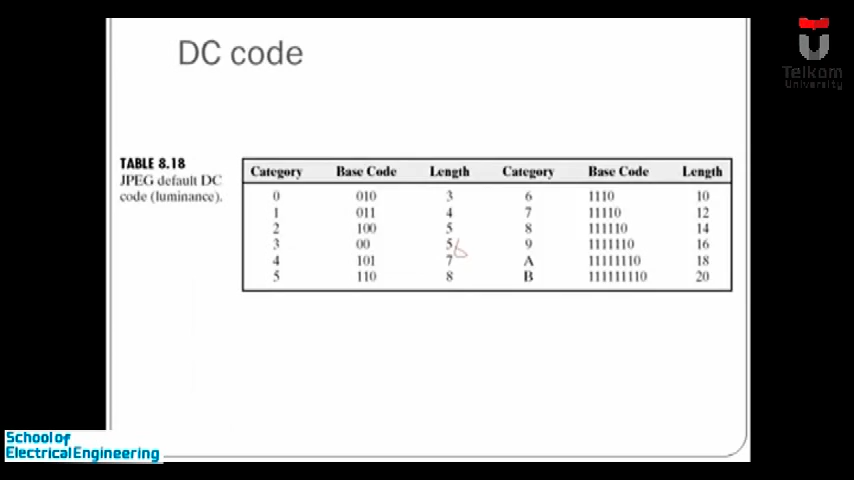 DC code
Telkom
University
TABLE 8.18
JPEG default DC
code (luminance).
Category Base Code Length Category Base Code Length
0 010 3 6 1110 10
1 011 4 7 11110 12
2 100 5 8 111110 14
3 00 5 6 9 1111110 16
4 101 7 A 11111110 18
5 110 8 B 111111110 20
School of
Electrical Engineering